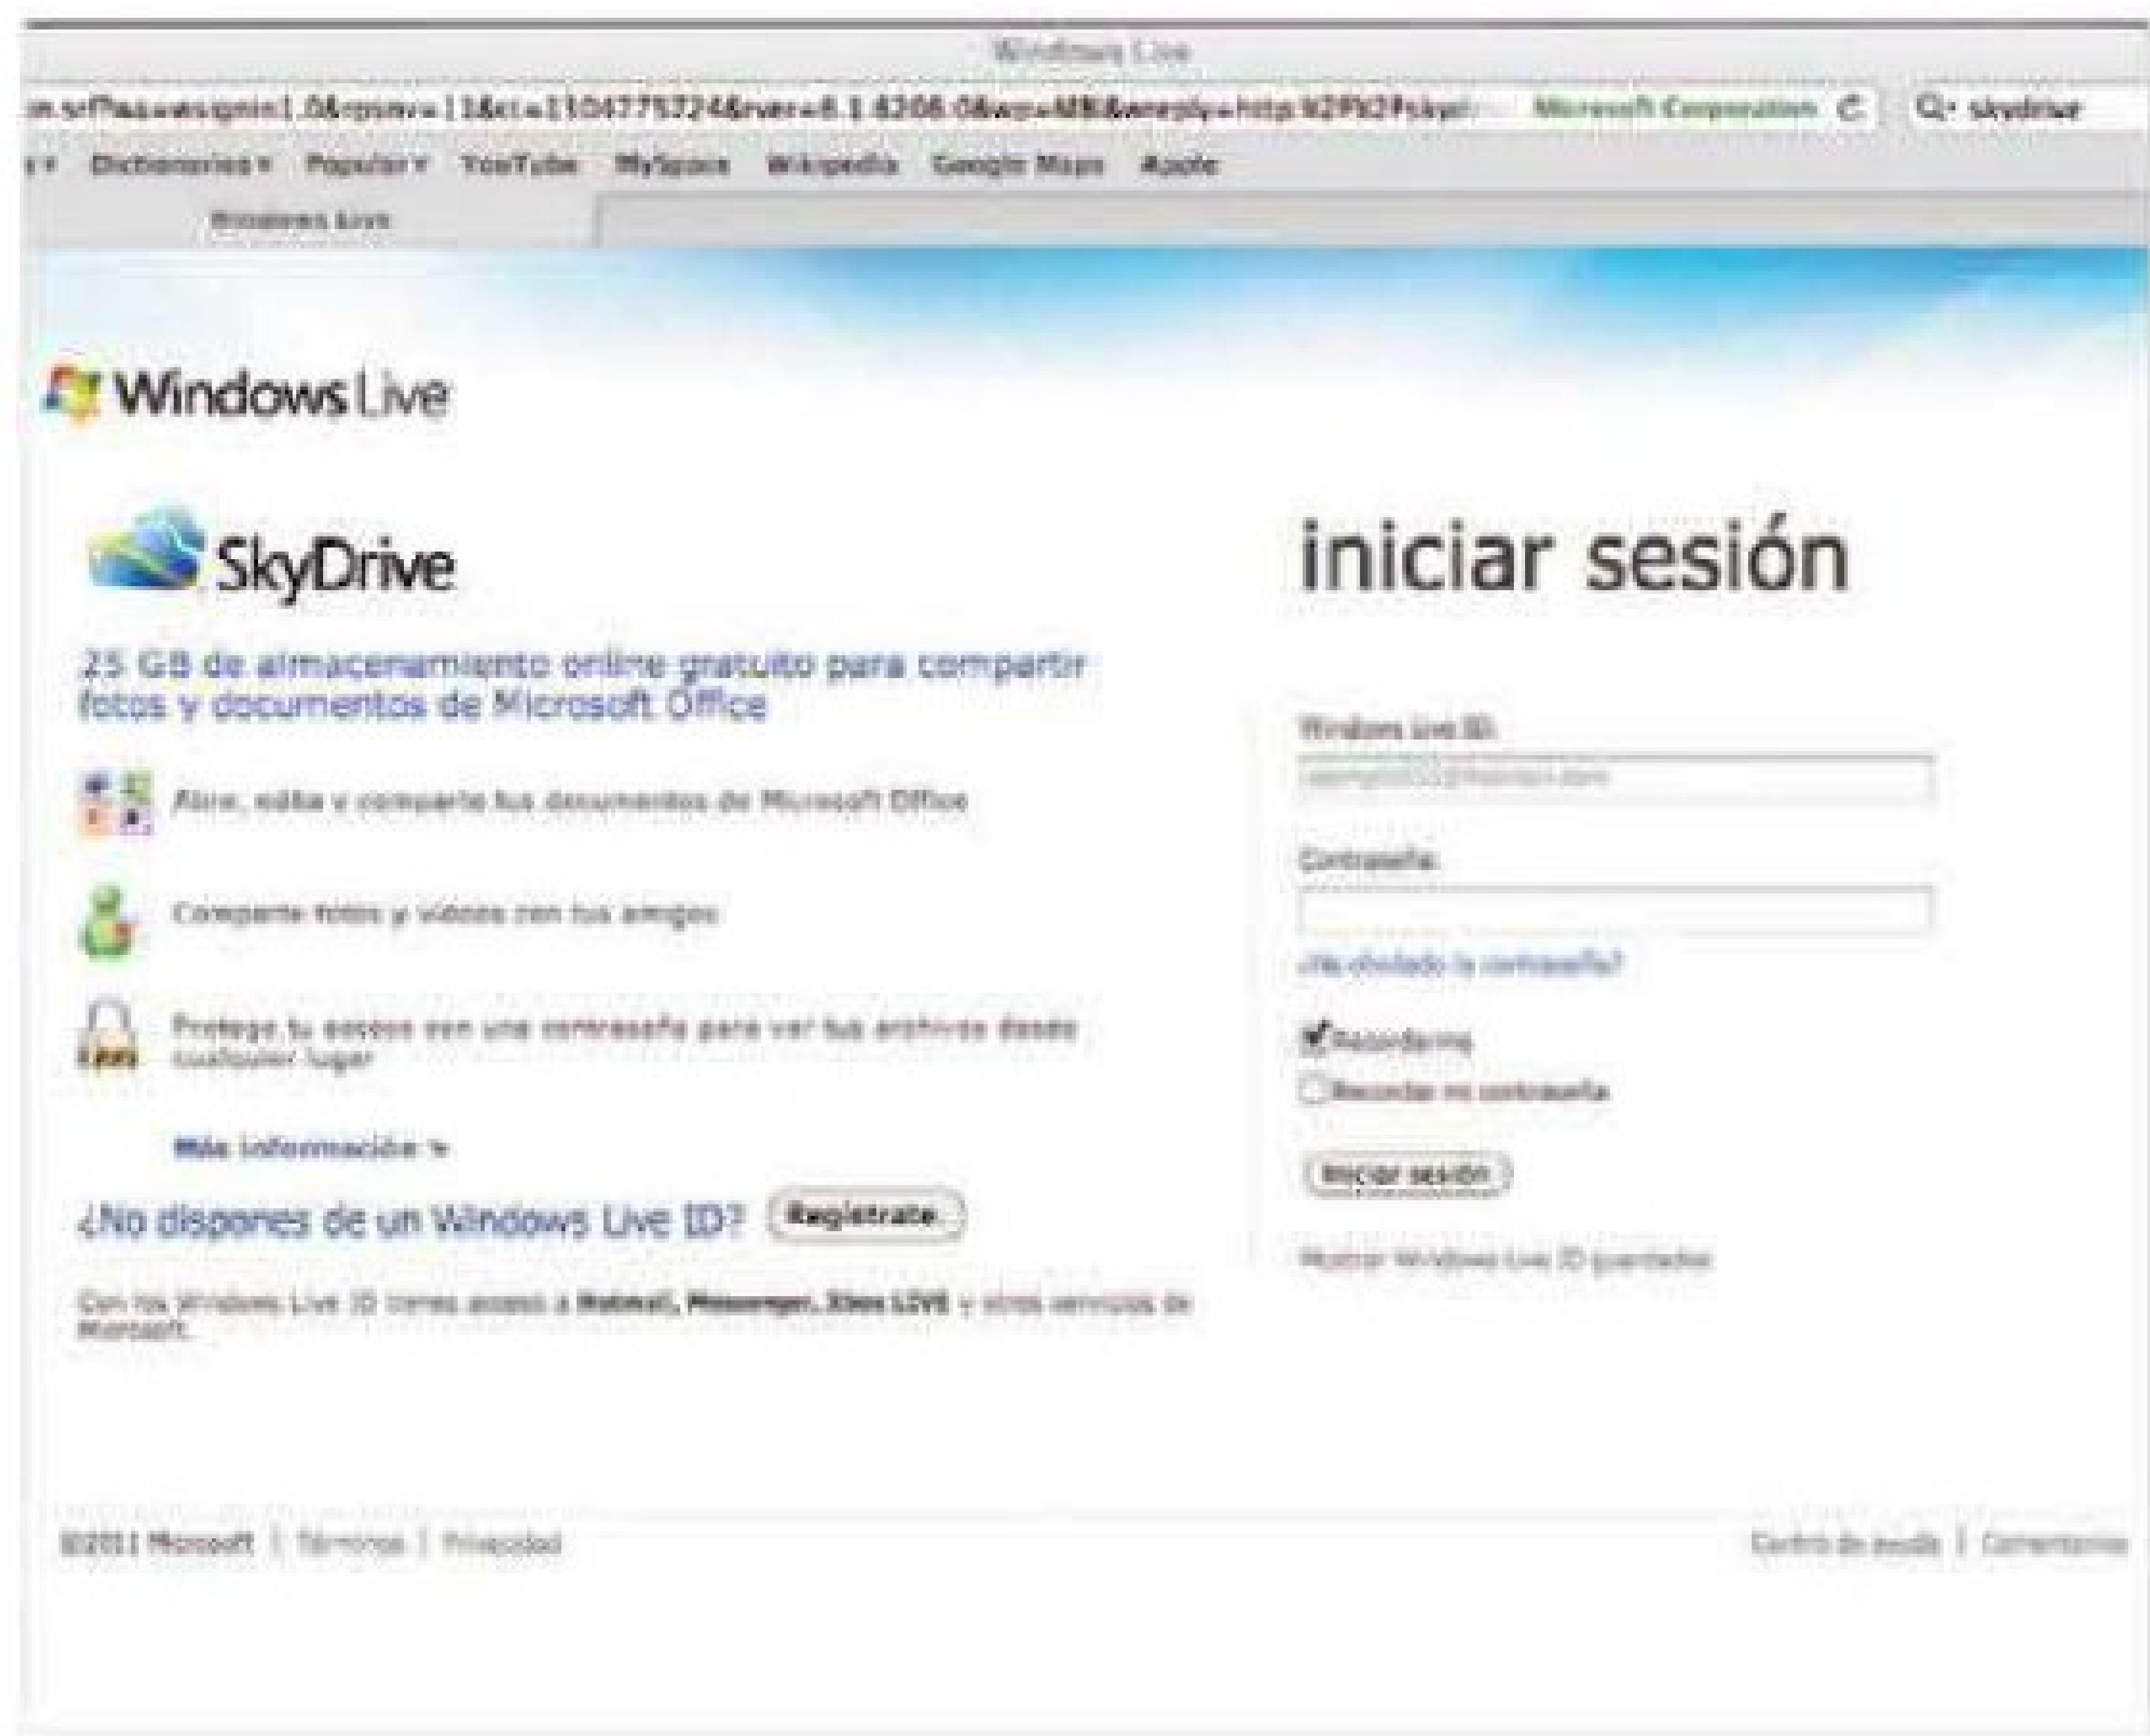 Windows Live
Microsoft Corporation
skydrive
Dictionaries Popular YouTube MySpace Wikipedia Google Maps Apple
Windows Live
Windows Live
SkyDrive
25 GB de almacenamiento online gratuito para compartir
fotos y documentos de Microsoft Office
Abre, edita y comparte tus documentos de Microsoft Office
Comparte fotos y vídeos con tus amigos
Protege tu acceso con una contraseña para ver tus archivos desde
cualquier lugar
Más información
¿No dispones de un Windows Live ID? Regístrate
Windows Live ID tienes acceso a Hotmail, Messenger, Xbox LIVE y otros servicios de
Microsoft.
iniciar sesión
Windows Live ID:
Contraseña:
¿Ha olvidado la contraseña?
Recordarme
Recordar mi contraseña
Iniciar sesión
Mostrar Windows Live ID guardados
©2011 Microsoft | Términos | Privacidad
Centro de ayuda | Comentarios